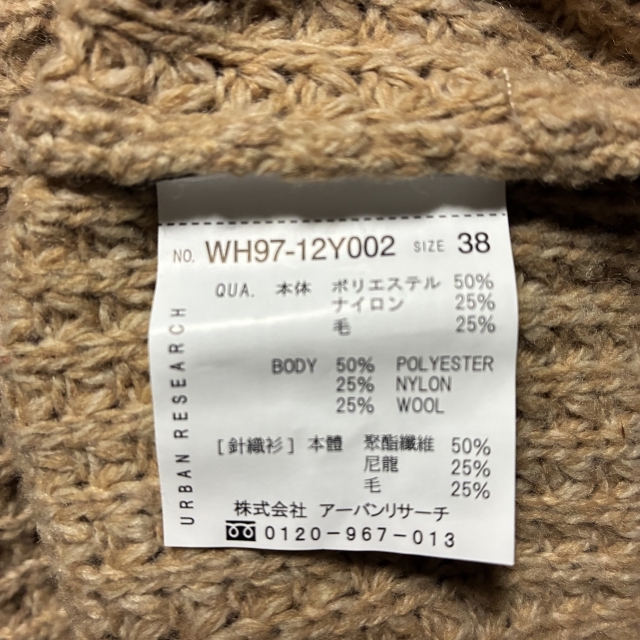 NO. WH97-12Y002 SIZE 38
QUA. 本体 ポリエステル 50%
ナイロン 25%
毛 25%
BODY 50% POLYESTER
25% NYLON
25% WOOL
[針織衫] 本體 聚酯纖維 50%
尼龍 25%
毛 25%
株式会社 アーバンリサーチ
0120-967-013
URBAN RESEARCH